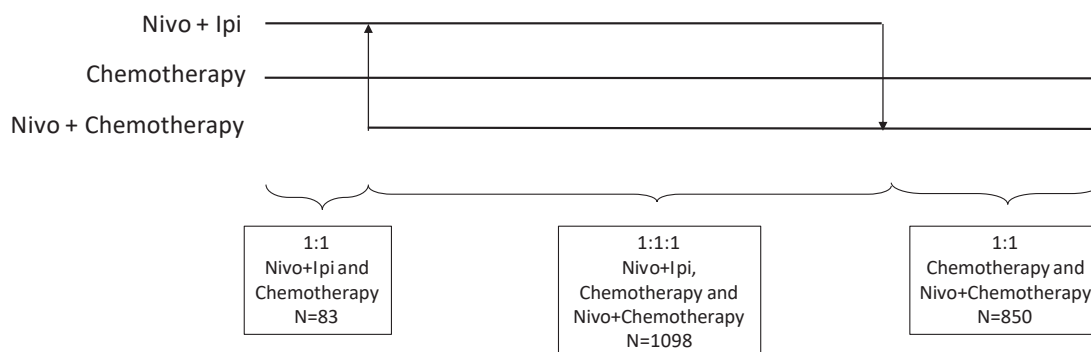 Nivo + Ipi
Chemotherapy
Nivo + Chemotherapy
1:1
Nivo+Ipi and
Chemotherapy
N=83
1:1:1
Nivo+Ipi,
Chemotherapy and
Nivo+Chemotherapy
N=1098
1:1
Chemotherapy and
Nivo+Chemotherapy
N=850